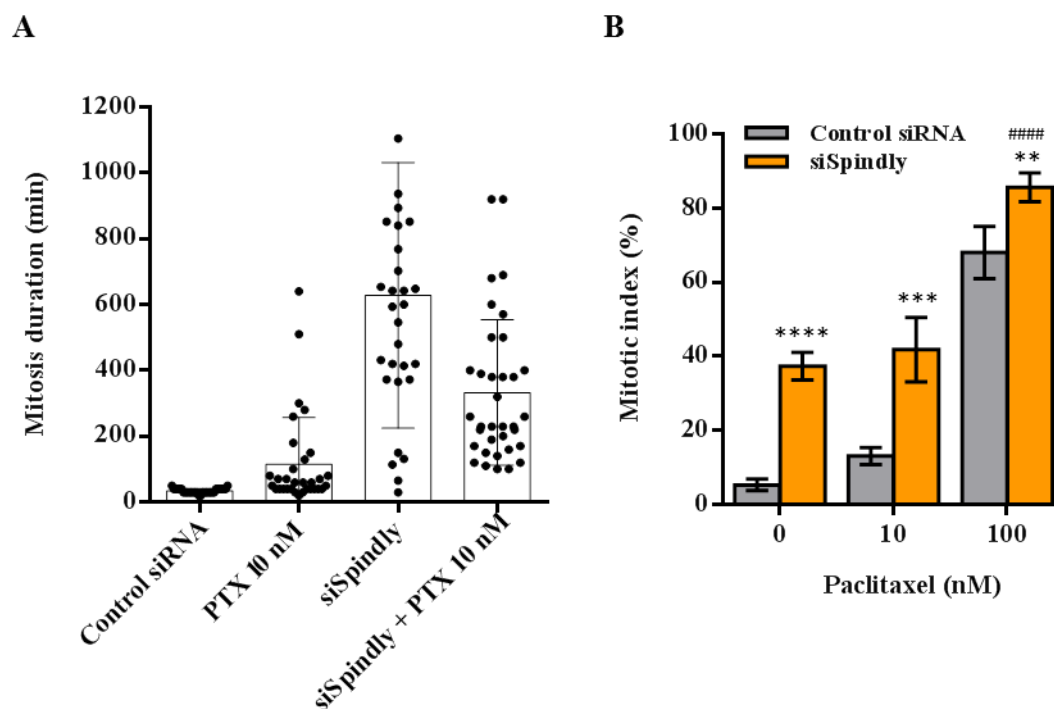 A
Mitosis duration (min)
1200
1000
800
600
400
200
0
Control siRNA
PTX 10 nM
siSpindly
siSpindly + PTX 10 nM
B
Mitotic index (%)
100
80
60
40
20
0
Control siRNA
siSpindly
####
**
***
****
0 10 100
Paclitaxel (nM)